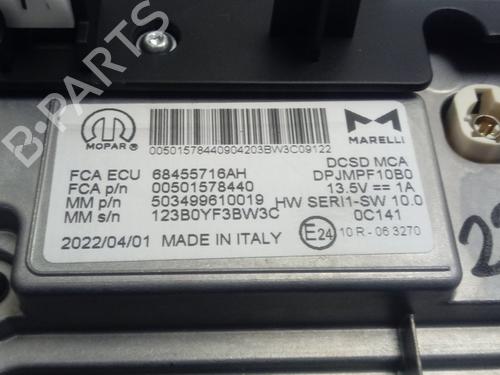 MOPAR®
00501578440904203BW3C09122
MARELLI
FCA ECU 68455716AH DCSD MCA
FCA p/n 00501578440 DPJMPF10B0
MM p/n 503499610019 13.5V ⎓ 1A
MM s/n 123B0YF3BW3C HW SERI1-SW 10.0
0C141
2022/04/01 MADE IN ITALY E24 10 R - 06 3270
B-PARTS